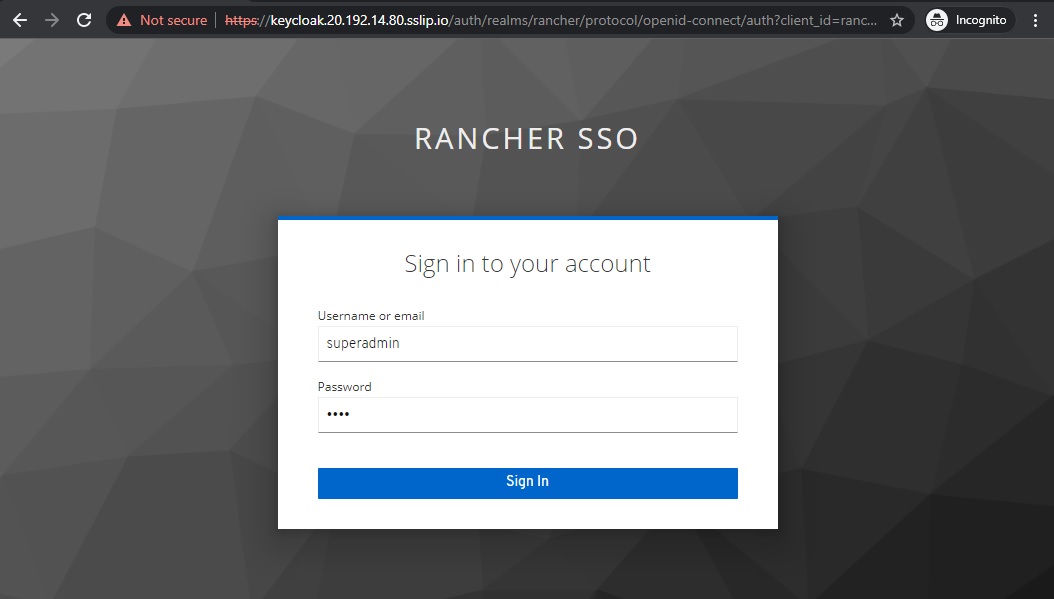 Not secure | https://keycloak.20.192.14.80.sslip.io/auth/realms/rancher/protocol/openid-connect/auth?client_id=ranc... Incognito
RANCHER SSO
Sign in to your account
Username or email
superadmin
Password
••••
Sign In